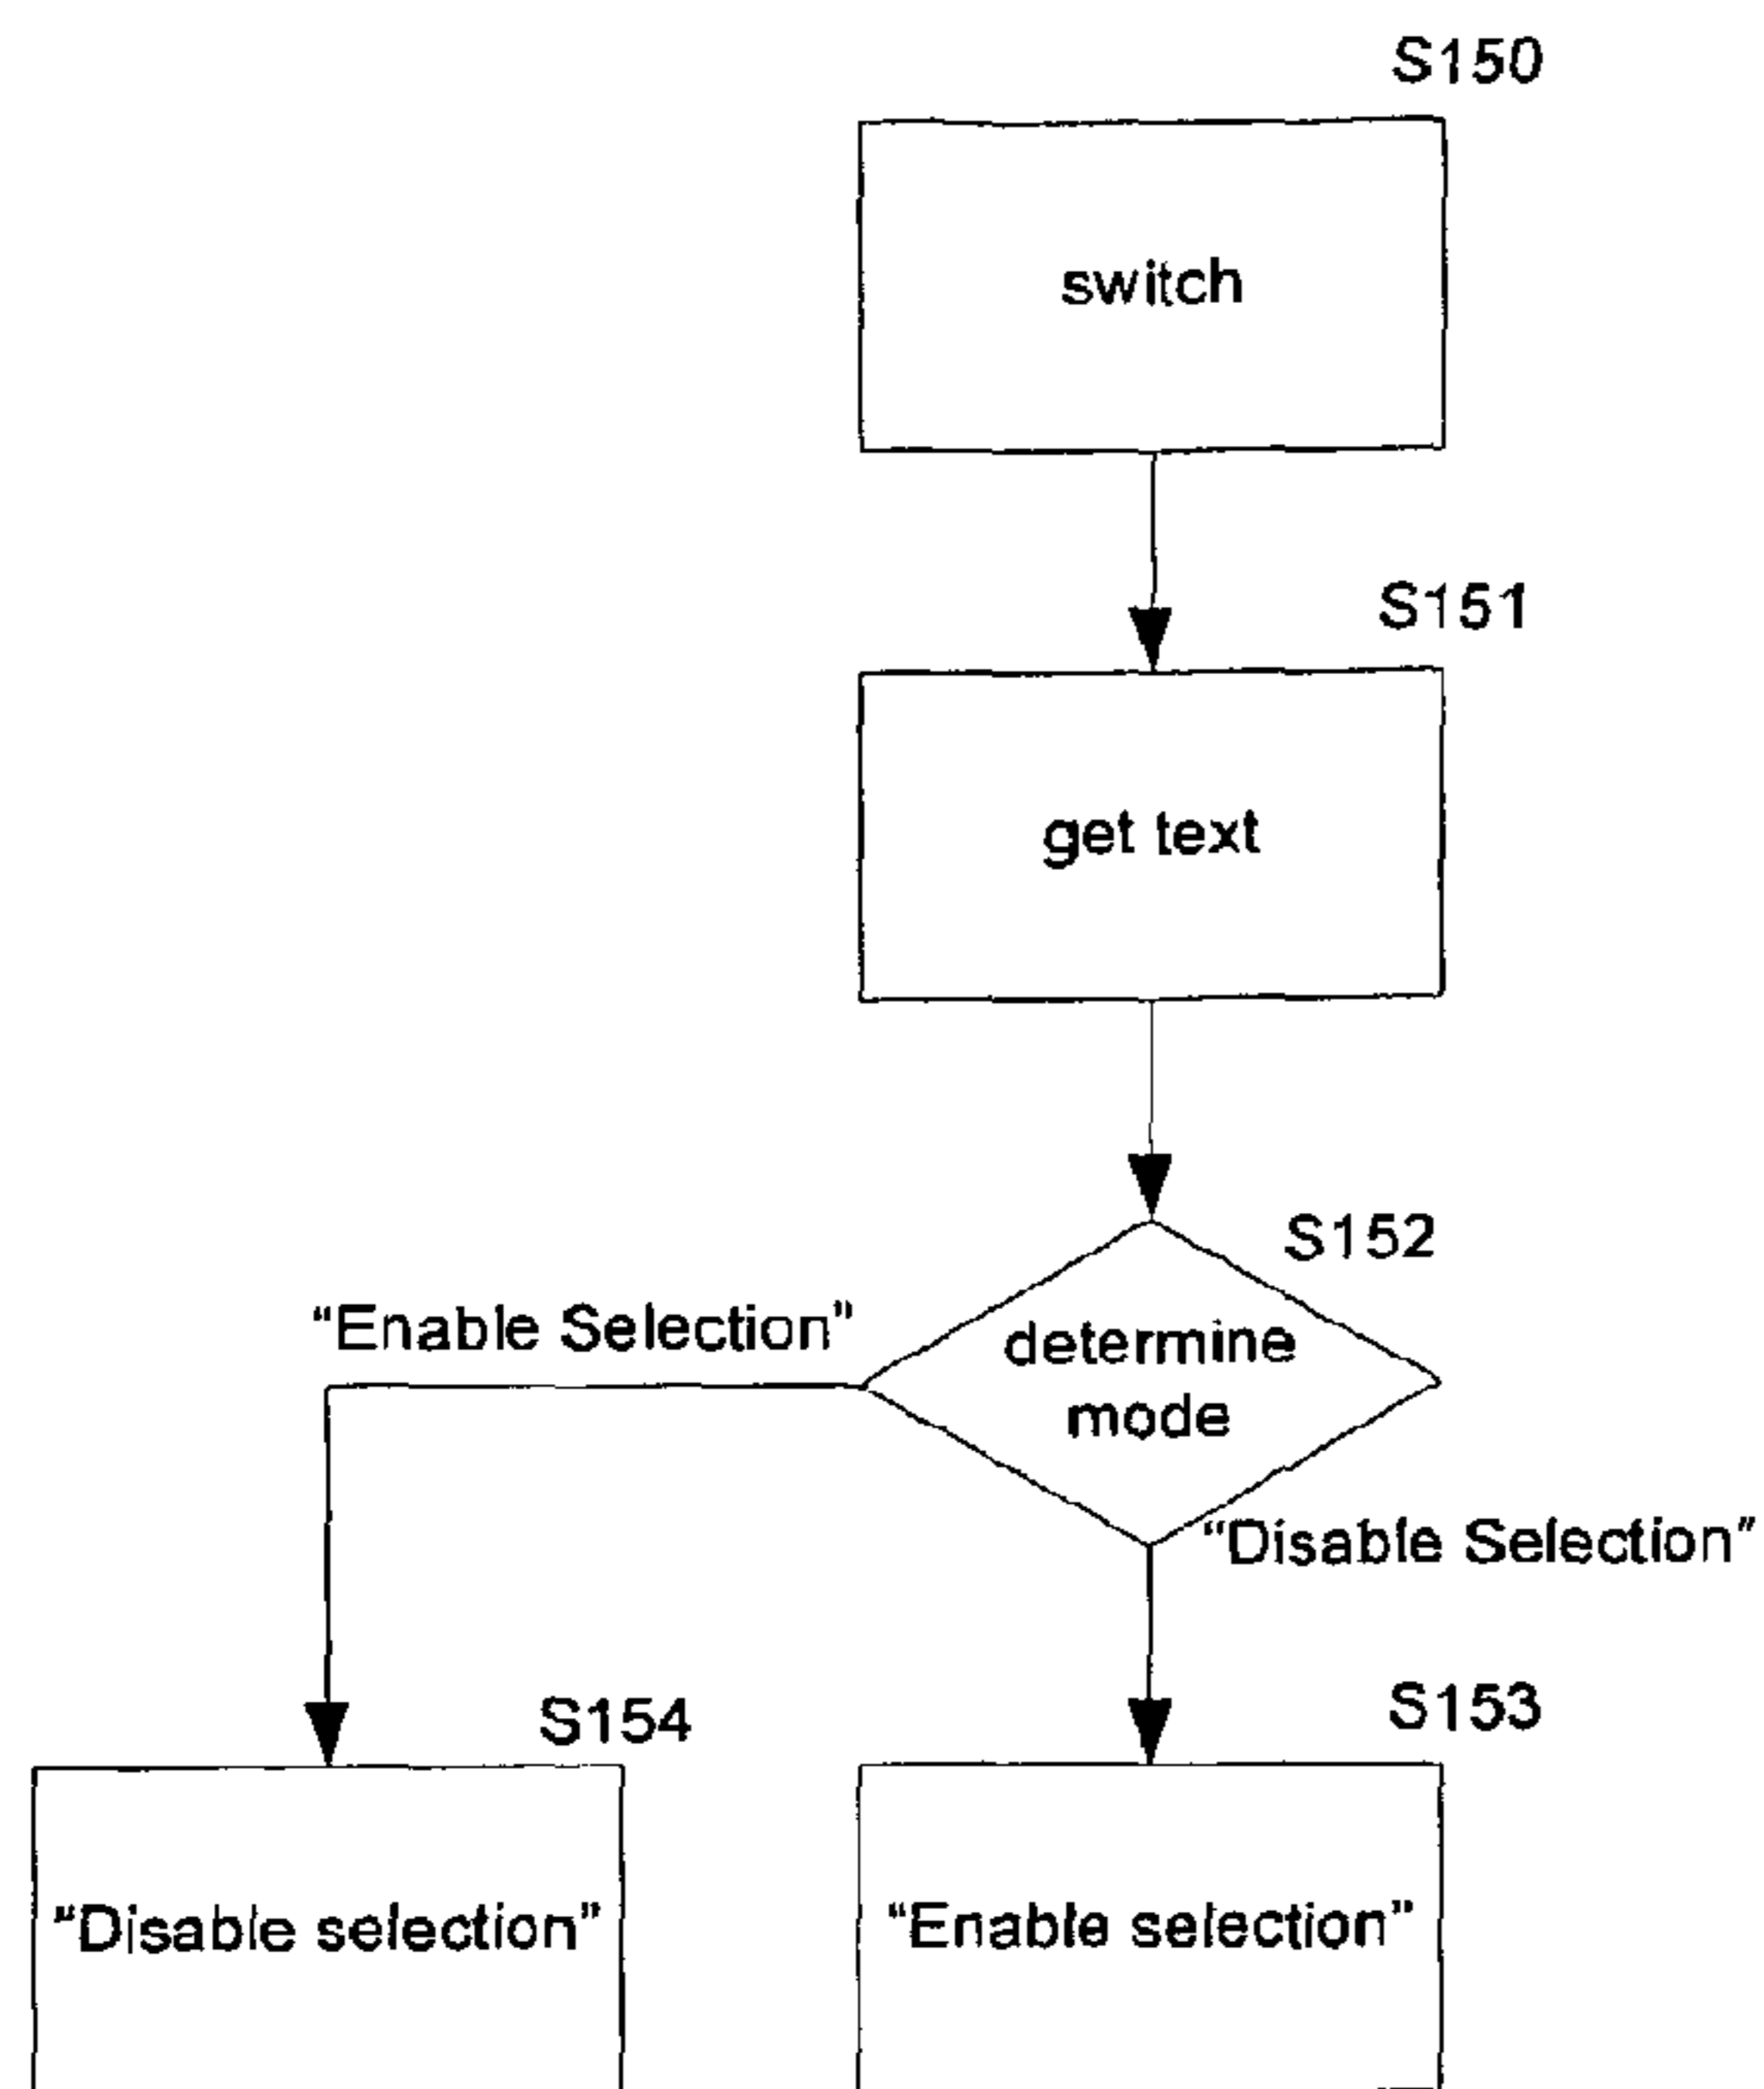 S150
switch
S151
get text
S152
"Enable Selection"
determine
mode
"Disable Selection"
S154
S153
"Disable selection"
"Enable selection"